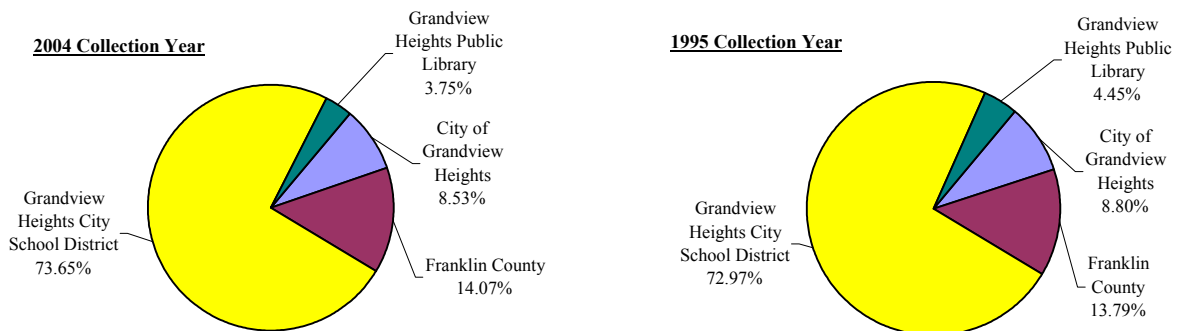 2004 Collection Year
Grandview
Heights Public
Library
3.75%
City of
Grandview
Heights
8.53%
Grandview
Heights City
School District
73.65%
Franklin County
14.07%
1995 Collection Year
Grandview
Heights Public
Library
4.45%
City of
Grandview
Heights
8.80%
Grandview
Heights City
School District
72.97%
Franklin
County
13.79%